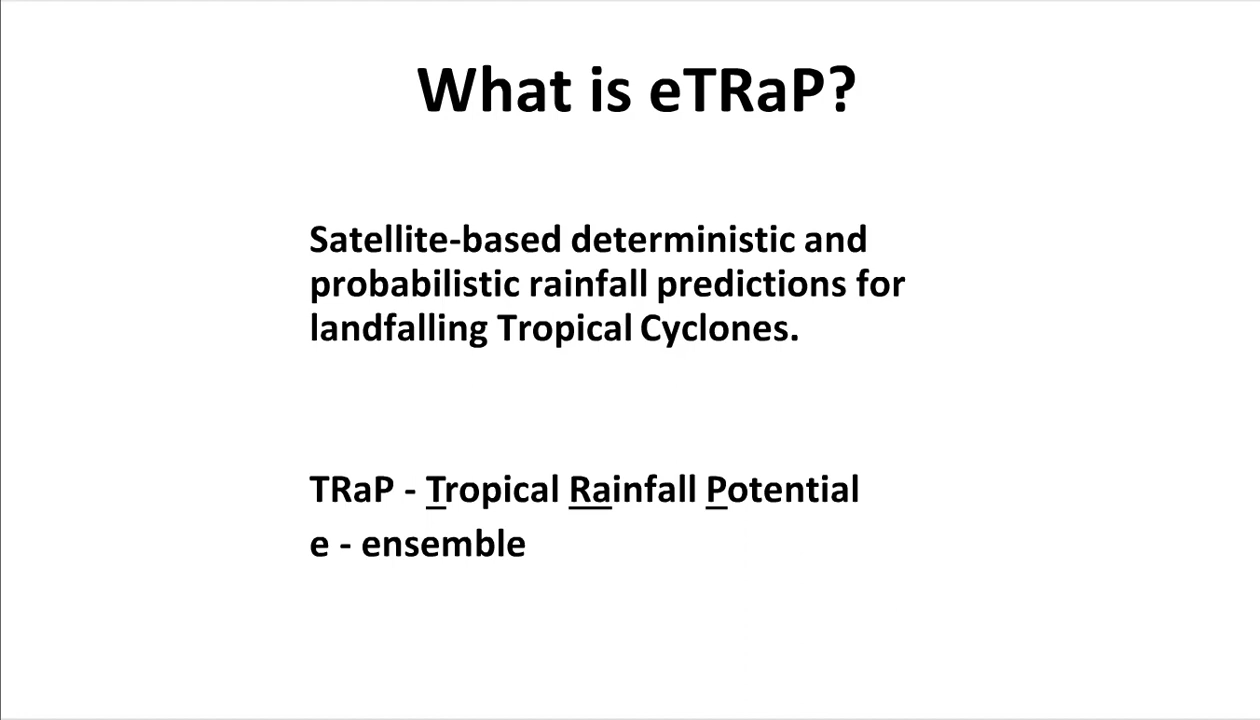 What is eTRaP?
Satellite-based deterministic and
probabilistic rainfall predictions for
landfalling Tropical Cyclones.
TRaP - Tropical Rainfall Potential
e - ensemble